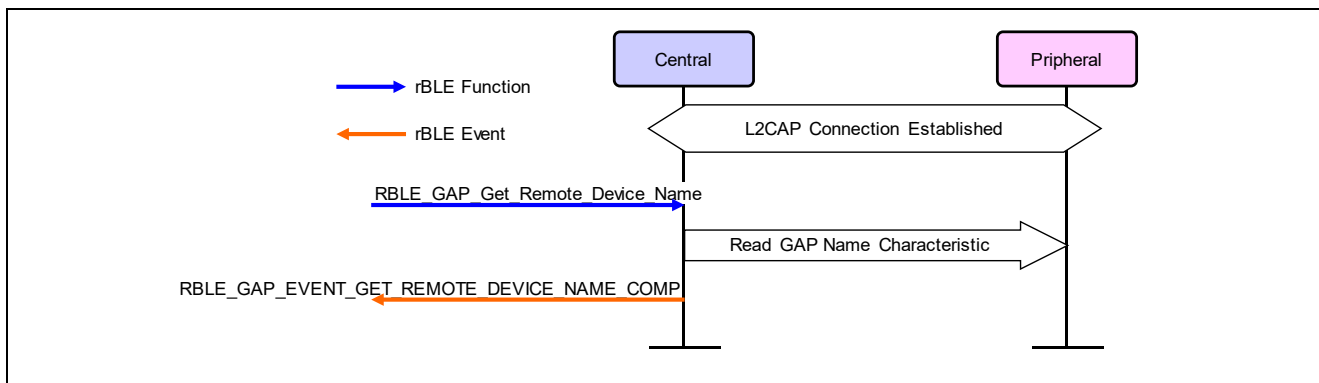 Central
Pripheral
rBLE Function
rBLE Event
L2CAP Connection Established
RBLE_GAP_Get_Remote_Device_Name
Read GAP Name Characteristic
RBLE_GAP_EVENT_GET_REMOTE_DEVICE_NAME_COMP